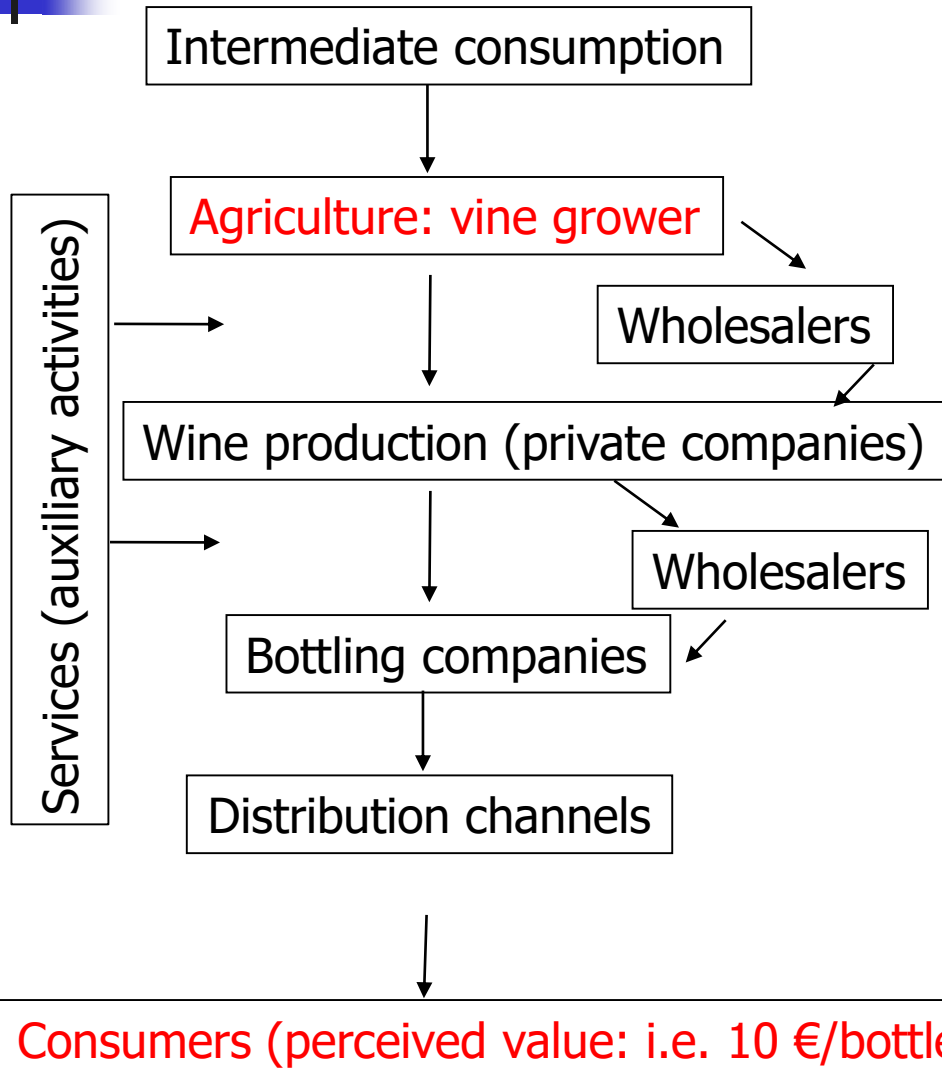 Intermediate consumption
Agriculture: vine grower
Services (auxiliary activities)
Wholesalers
Wine production (private companies)
Wholesalers
Bottling companies
Distribution channels
Consumers (perceived value: i.e. 10 €/bottle